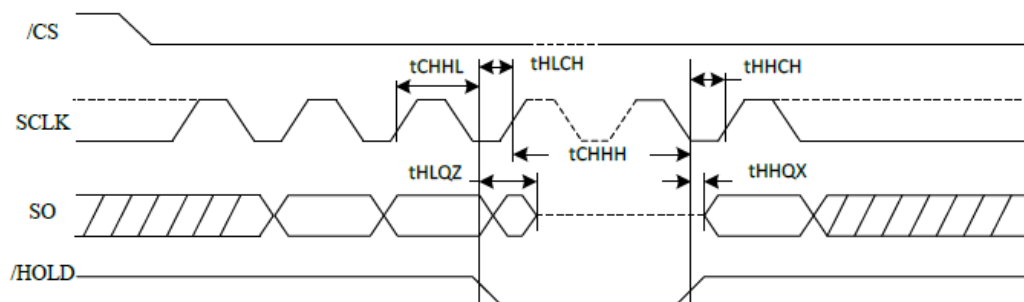 /CS
tCHHL
tHLCH
tHHCH
SCLK
tCHHH
tHLQZ
tHHQX
SO
/HOLD